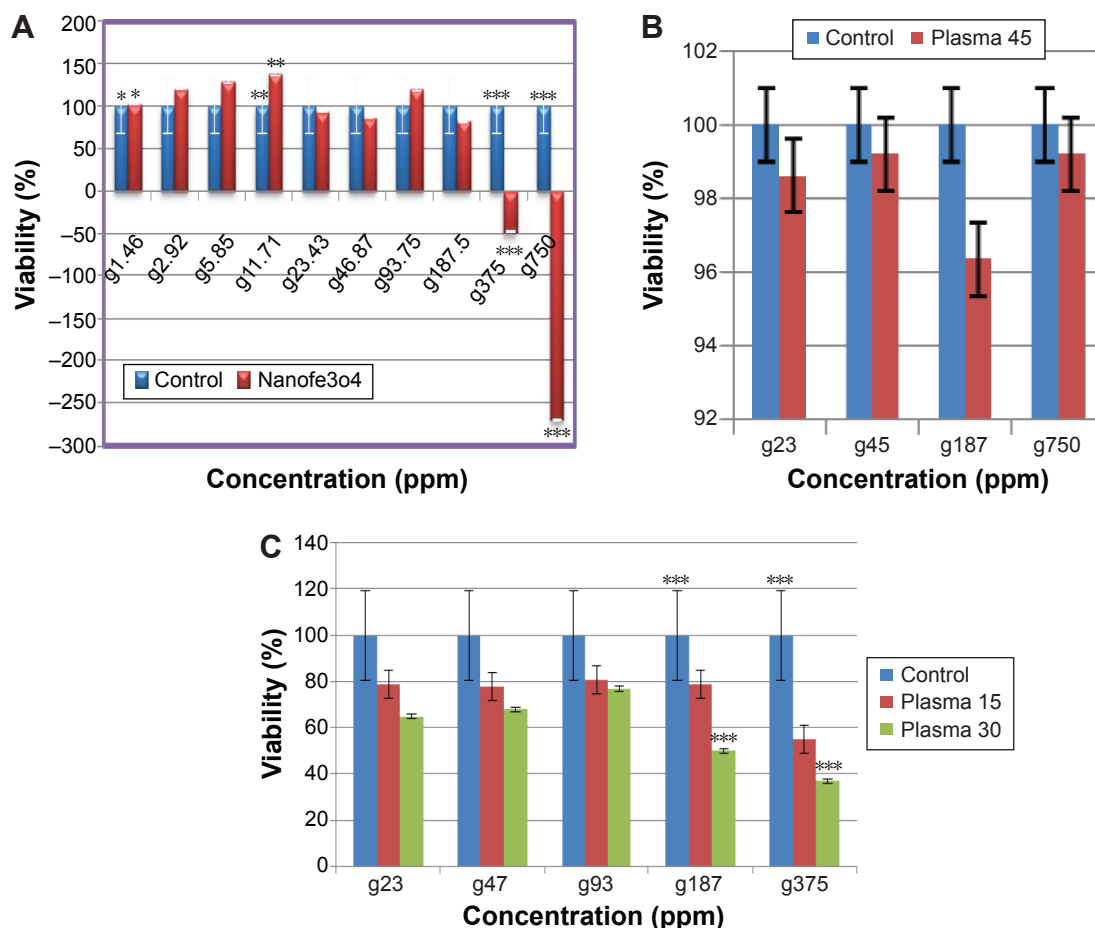 A
200
150
100
50
0
–50
–100
–150
–200
–250
–300
Viability (%)
* * ** ** *** *** *** ***
g1.46 g2.92 g5.85 g11.71 g23.43 g46.87 g93.75 g187.5 g375 g750
Control Nanofe3o4
Concentration (ppm)
B
Control Plasma 45
102
100
98
96
94
92
Viability (%)
g23 g45 g187 g750
Concentration (ppm)
C
140
120
100
80
60
40
20
0
Viability (%)
*** *** *** ***
g23 g47 g93 g187 g375
Concentration (ppm)
Control
Plasma 15
Plasma 30